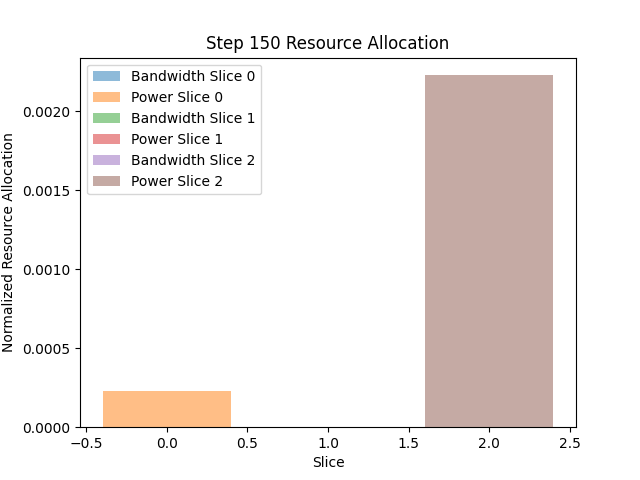 Step 150 Resource Allocation
Bandwidth Slice 0
Power Slice 0
Bandwidth Slice 1
Power Slice 1
Bandwidth Slice 2
Power Slice 2
Normalized Resource Allocation
0.0020
0.0015
0.0010
0.0005
0.0000
−0.5 0.0 0.5 1.0 1.5 2.0 2.5
Slice